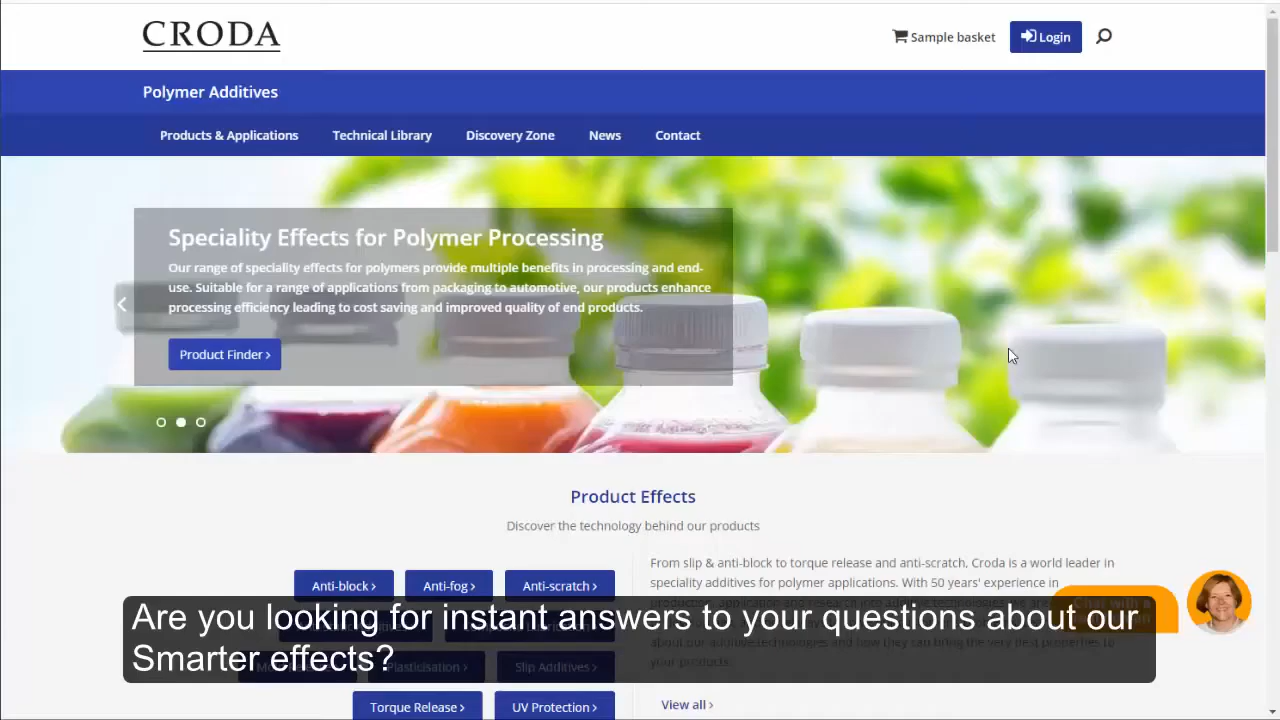 CRODA
Sample basket
Login
Polymer Additives
Products & Applications
Technical Library
Discovery Zone
News
Contact
Speciality Effects for Polymer Processing
Our range of speciality effects for polymers provide multiple benefits in processing and end-
use. Suitable for a range of applications from packaging to automotive, our products enhance
processing efficiency leading to cost saving and improved quality of end products.
Product Finder ›
Product Effects
Discover the technology behind our products
Anti-block ›
Anti-fog ›
Anti-scratch ›
Plasticisation ›
Slip Additives ›
Torque Release ›
UV Protection ›
From slip & anti-block to torque release and anti-scratch, Croda is a world leader in
speciality additives for polymer applications. With 50 years' experience in
your products.
View all ›
Are you looking for instant answers to your questions about our
Smarter effects?